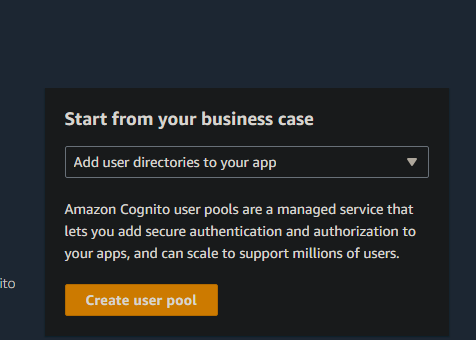 Start from your business case
Add user directories to your app
Amazon Cognito user pools are a managed service that
lets you add secure authentication and authorization to
your apps, and can scale to support millions of users.
ito
Create user pool